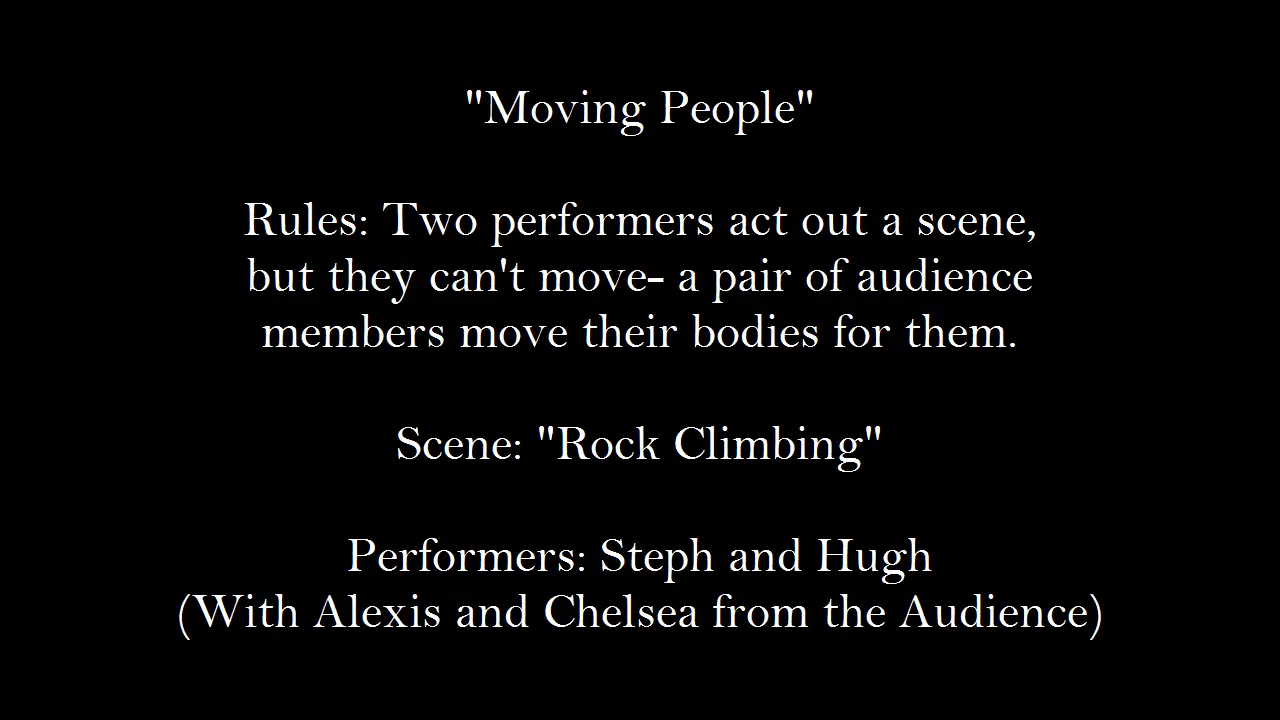 "Moving People"
Rules: Two performers act out a scene,
but they can't move- a pair of audience
members move their bodies for them.
Scene: "Rock Climbing"
Performers: Steph and Hugh
(With Alexis and Chelsea from the Audience)